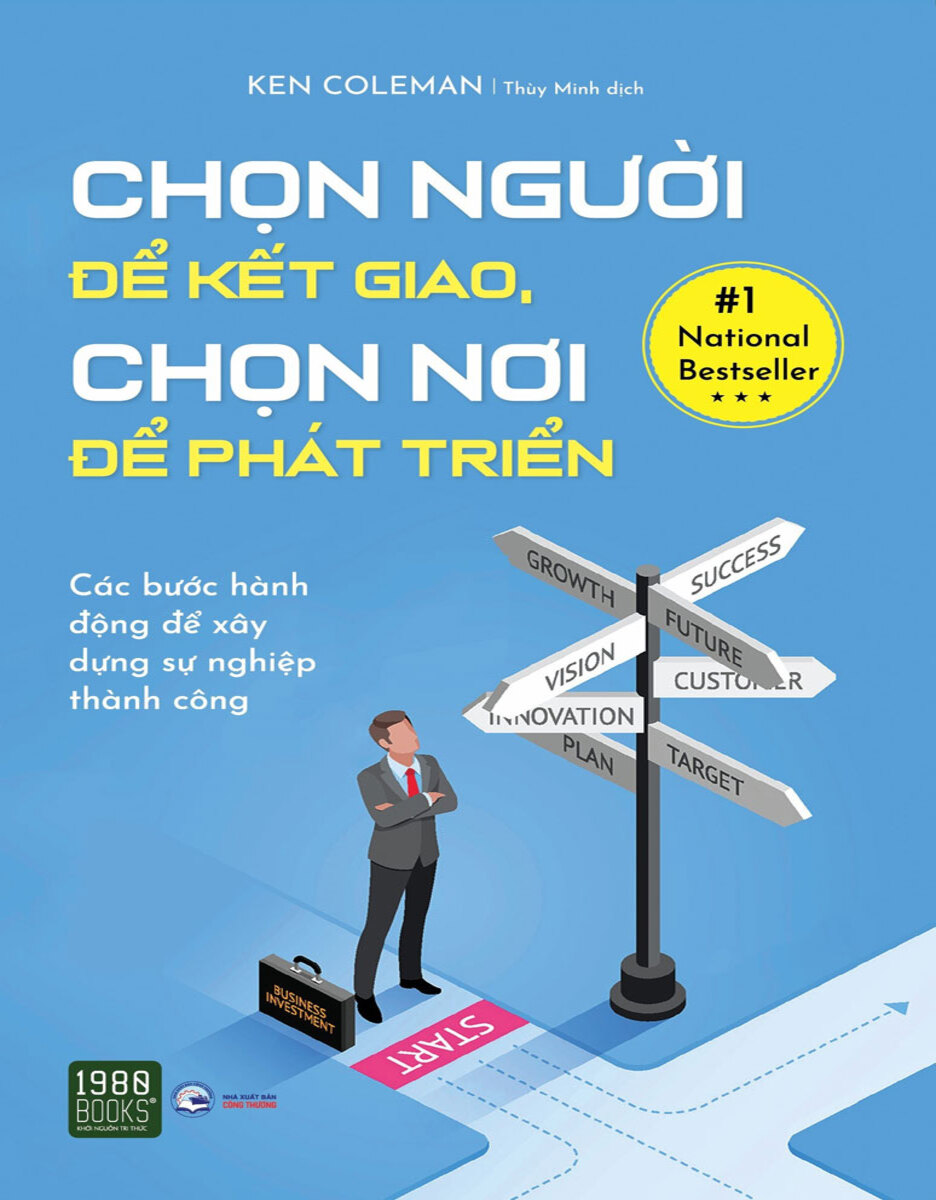 KEN COLEMAN | Thùy Minh dịch
CHỌN NGƯỜI
ĐỂ KẾT GIAO,
CHỌN NƠI
ĐỂ PHÁT TRIỂN
#1
National
Bestseller
Các bước hành
động để xây
dựng sự nghiệp
thành công
GROWTH
SUCCESS
FUTURE
VISION
CUSTOMER
INNOVATION
PLAN
TARGET
BUSINESS
INVESTMENT
START
1980
BOOKS®
KHƠI NGUỒN TRI THỨC
NHÀ XUẤT BẢN
CÔNG THƯƠNG